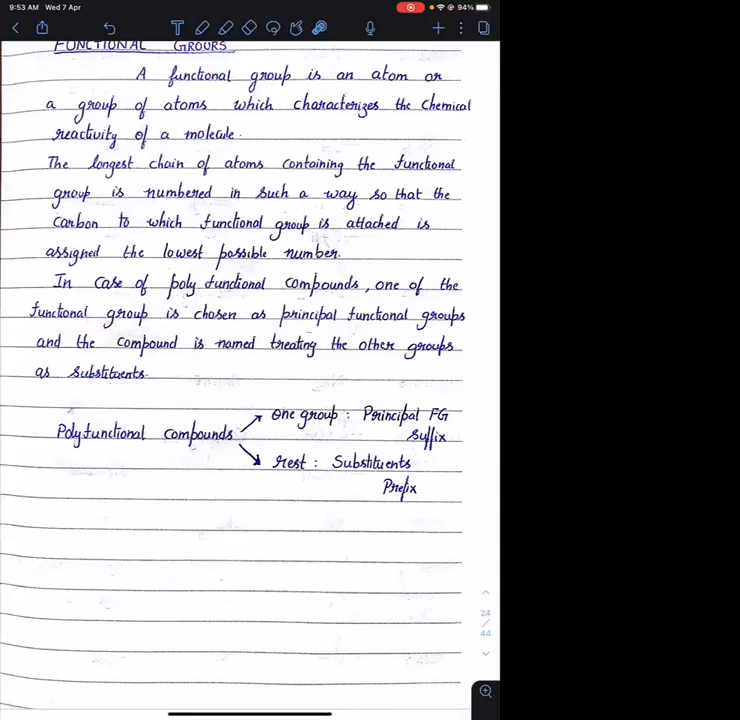 9:53 AM Wed 7 Apr
94%
FUNCTIONAL GROURS
A functional group is an atom or
a group of atoms which characterizes the chemical
reactivity of a molecule.
The longest chain of atoms containing the functional
group is numbered in such a way so that the
carbon to which functional group is attached is
assigned the lowest possible number.
In case of poly functional compounds, one of the
functional group is chosen as principal functional groups
and the compound is named treating the other groups
as substituents.
Polyfunctional compounds
one group : Principal FG
Suffix
rest : Substituents
Prefix
24
/
44